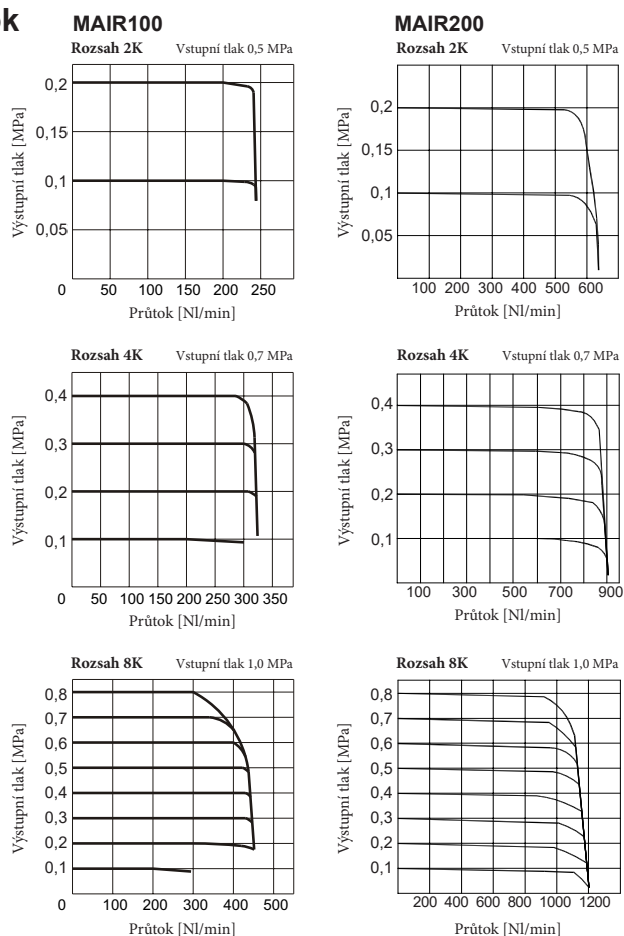 ok
MAIR100
Rozsah 2K Vstupní tlak 0,5 MPa
Výstupní tlak [MPa]
0,2
0,15
0,1
0,05
0 50 100 150 200 250
Průtok [Nl/min]
Rozsah 4K Vstupní tlak 0,7 MPa
Výstupní tlak [MPa]
0,4
0,3
0,2
0,1
0 50 100 150 200 250 300 350
Průtok [Nl/min]
Rozsah 8K Vstupní tlak 1,0 MPa
Výstupní tlak [MPa]
0,8
0,7
0,6
0,5
0,4
0,3
0,2
0,1
0 100 200 300 400 500
Průtok [Nl/min]
MAIR200
Rozsah 2K Vstupní tlak 0,5 MPa
Výstupní tlak [MPa]
0,2
0,15
0,1
0,05
100 200 300 400 500 600
Průtok [Nl/min]
Rozsah 4K Vstupní tlak 0,7 MPa
Výstupní tlak [MPa]
0,4
0,3
0,2
0,1
100 300 500 700 900
Průtok [Nl/min]
Rozsah 8K Vstupní tlak 1,0 MPa
Výstupní tlak [MPa]
0,8
0,7
0,6
0,5
0,4
0,3
0,2
0,1
200 400 600 800 1000 1200
Průtok [Nl/min]